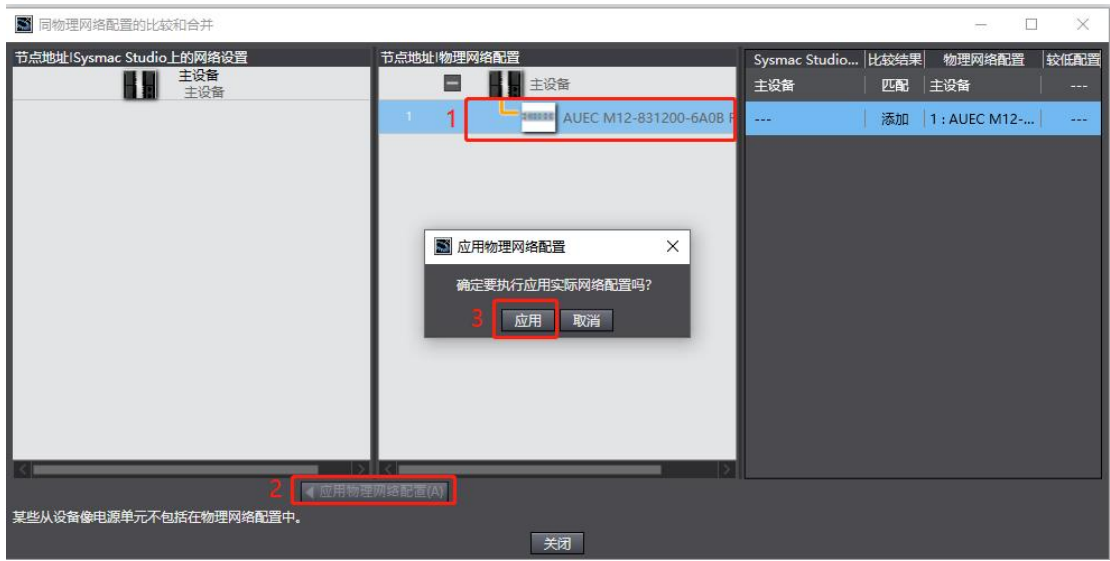 同物理网络配置的比较和合并
节点地址|Sysmac Studio上的网络设置
主设备
主设备
节点地址|物理网络配置
主设备
1
1
AUEC M12-831200-6A0B
Sysmac Studio... 比较结果 物理网络配置 较低配置
主设备 匹配 主设备 ---
--- 添加 1 : AUEC M12-... ---
应用物理网络配置
确定要执行应用实际网络配置吗?
3 应用 取消
2 应用物理网络配置(A)
某些从设备像电源单元不包括在物理网络配置中。
关闭